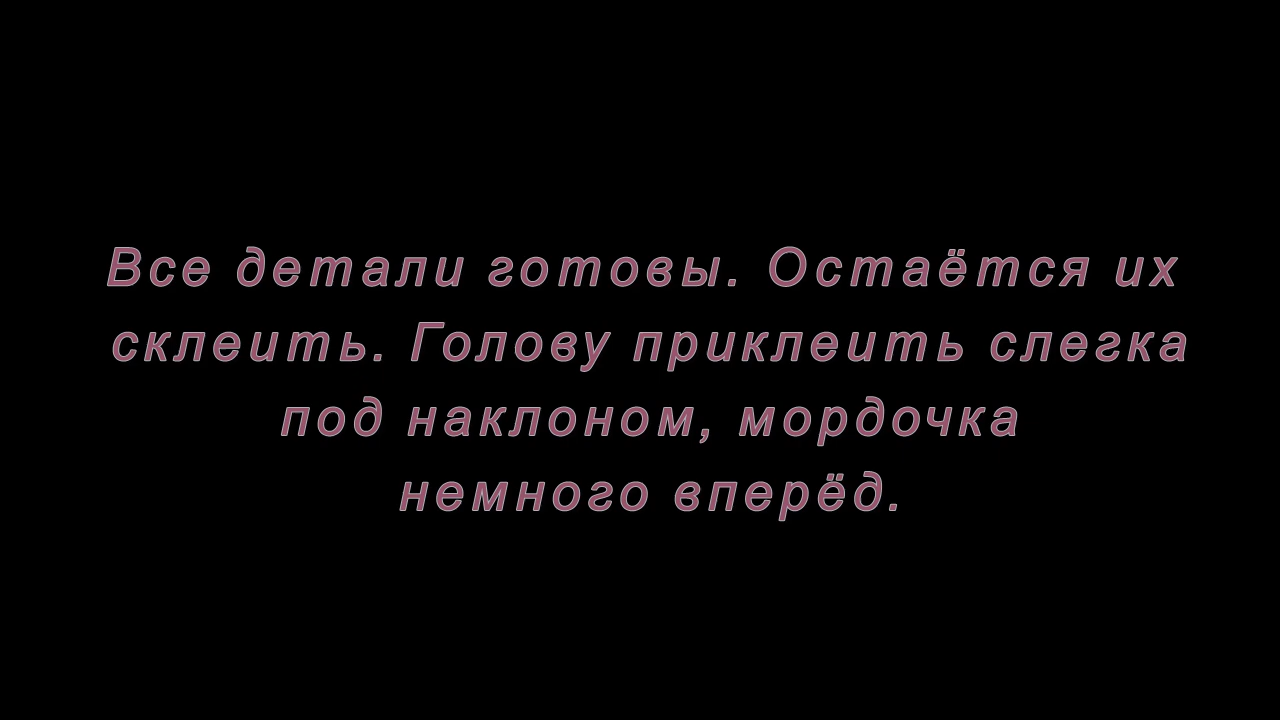 Все детали готовы. Остаётся их
склеить. Голову приклеить слегка
под наклоном, мордочка
немного вперёд.